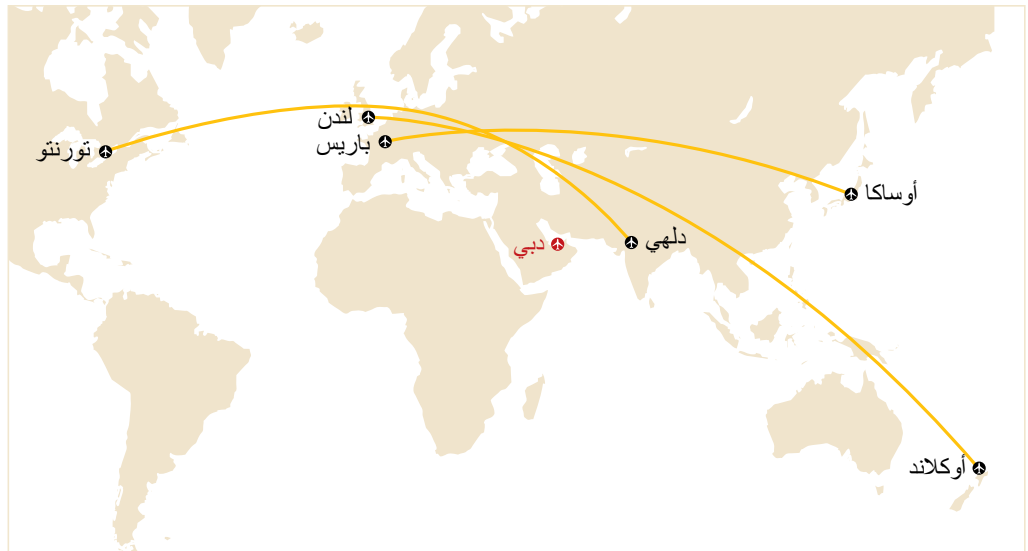 لندن
باريس
تورنتو
أوساكا
دلهي
دبي
أوكلاند